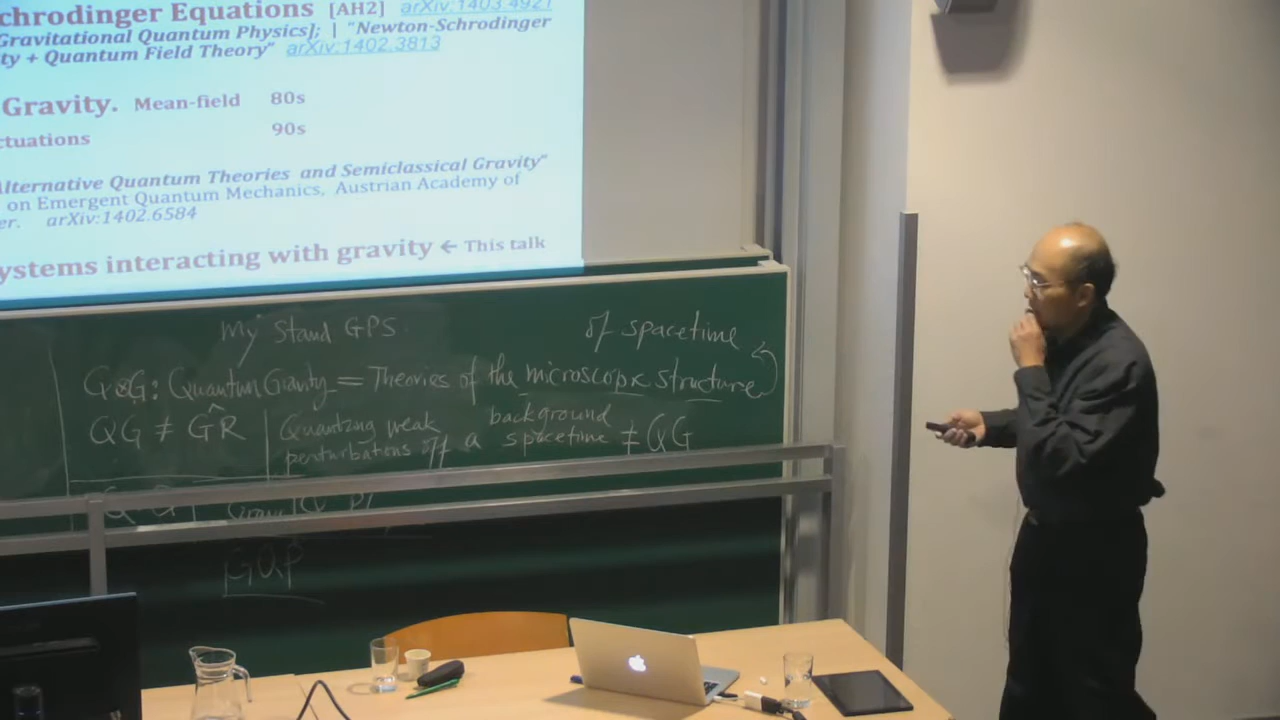 chrodinger Equations [AH2] arXiv:1403.4921
Gravitational Quantum Physics]; | "Newton-Schrodinger
ty + Quantum Field Theory" arXiv:1402.3813
Gravity. Mean-field 80s
ctuations 90s
lternative Quantum Theories and Semiclassical Gravity"
on Emergent Quantum Mechanics, Austrian Academy of
er. arXiv:1402.6584
ystems interacting with gravity ← This talk
My Stand GPS
of spacetime
QG: Quantum Gravity = Theories of the microscopic structure
QG ≠ ĜR | Quantizing weak perturbations off a background spacetime ≠ QG
GQP